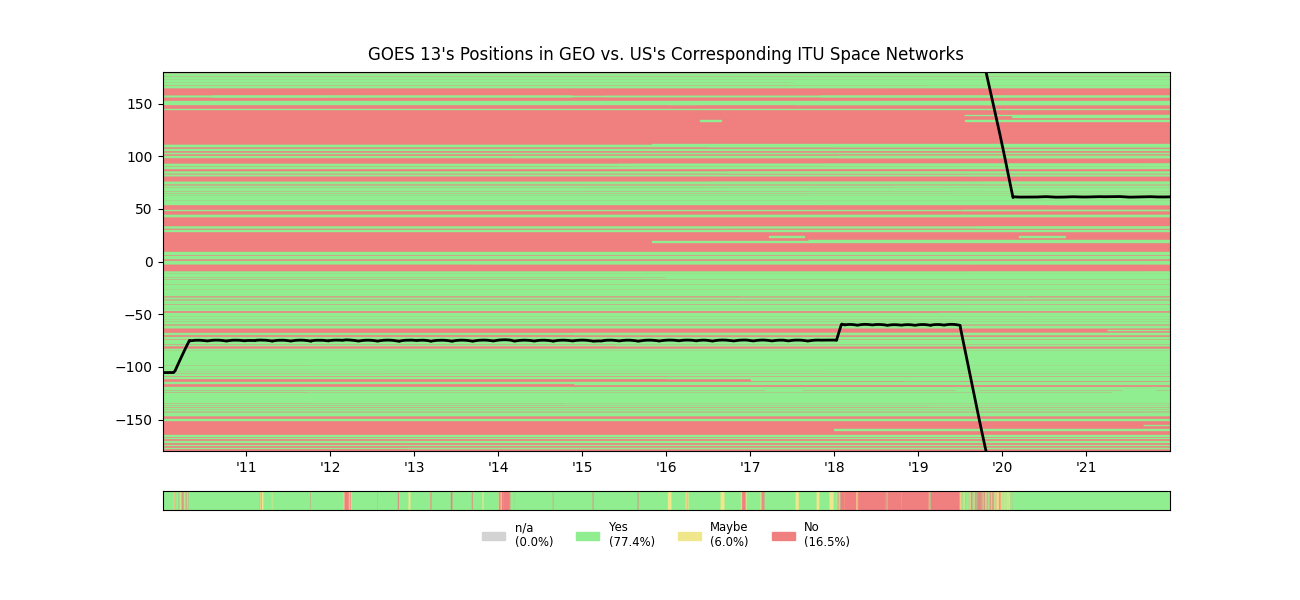 GOES 13's Positions in GEO vs. US's Corresponding ITU Space Networks
150
100
50
0
−50
−100
−150
'11 '12 '13 '14 '15 '16 '17 '18 '19 '20 '21
n/a Yes Maybe No
(0.0%) (77.4%) (6.0%) (16.5%)